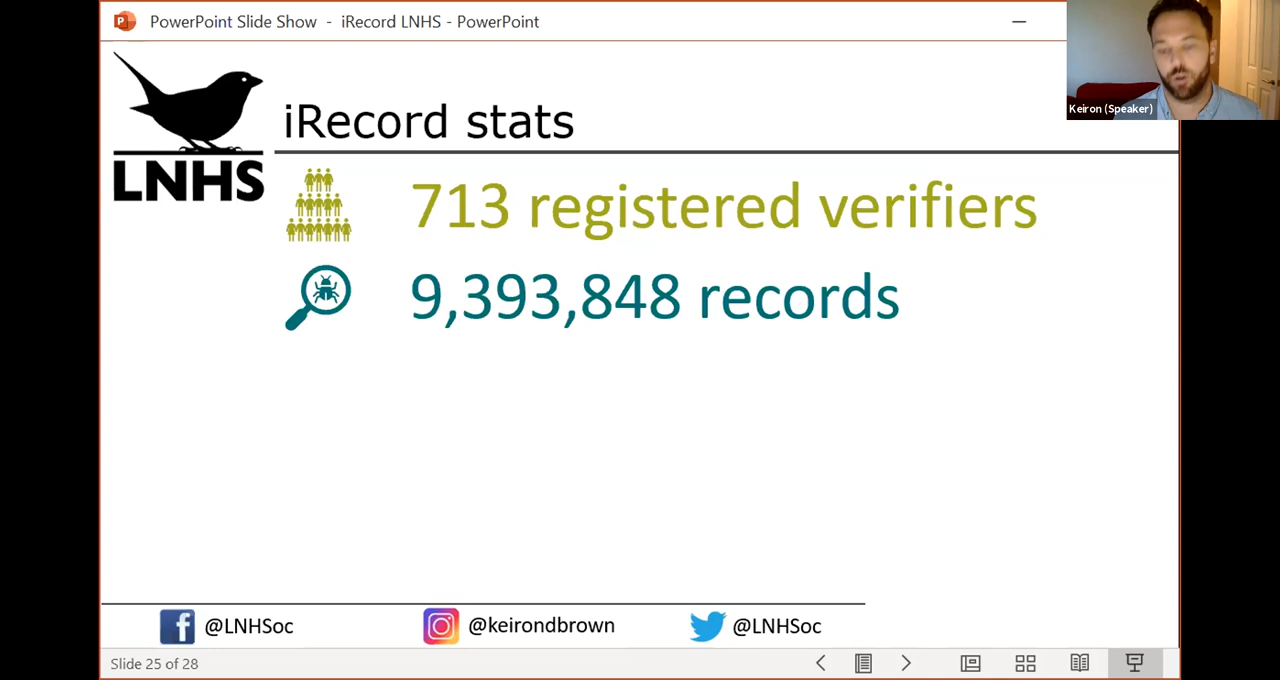 PowerPoint Slide Show - iRecord LNHS - PowerPoint
Keiron (Speaker)
LNHS
iRecord stats
713 registered verifiers
9,393,848 records
@LNHSoc
@keirondbrown
@LNHSoc
Slide 25 of 28